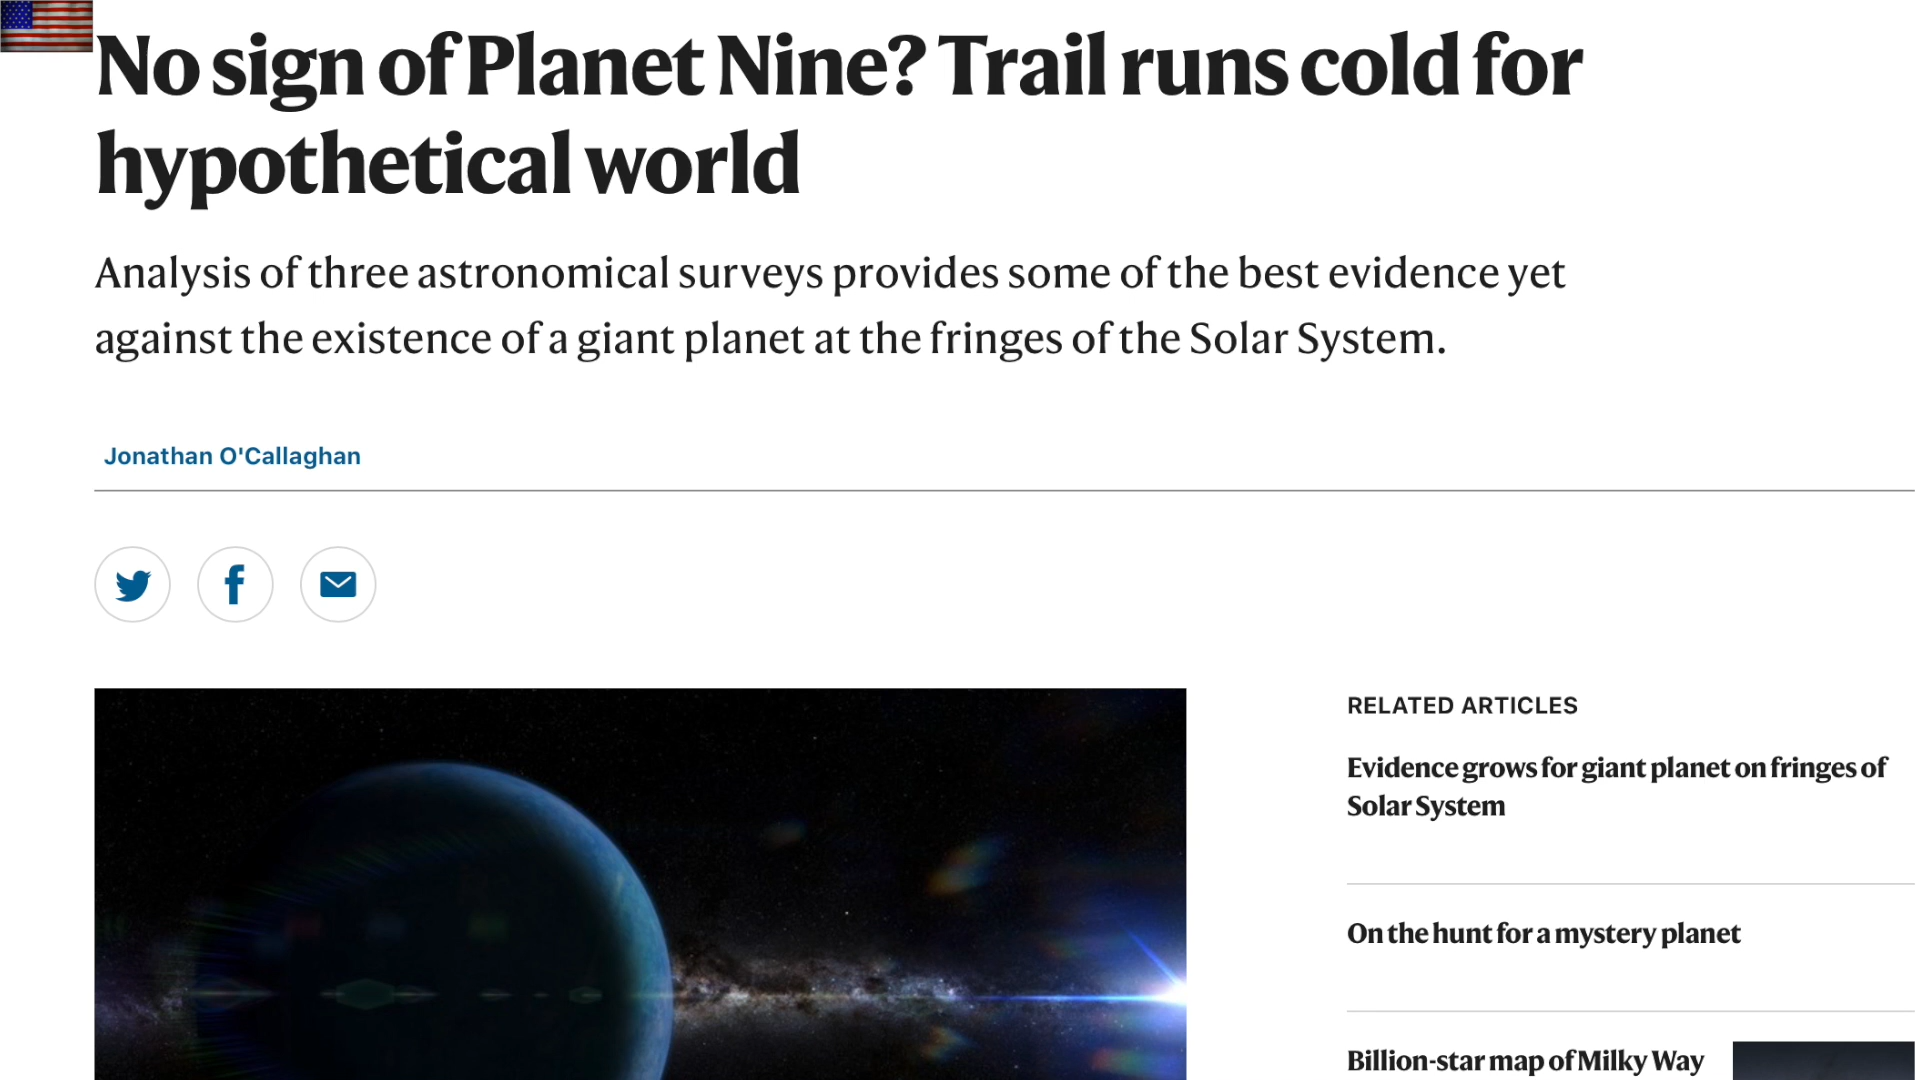 No sign of Planet Nine? Trail runs cold for
hypothetical world
Analysis of three astronomical surveys provides some of the best evidence yet
against the existence of a giant planet at the fringes of the Solar System.
Jonathan O'Callaghan
RELATED ARTICLES
Evidence grows for giant planet on fringes of
Solar System
On the hunt for a mystery planet
Billion-star map of Milky Way